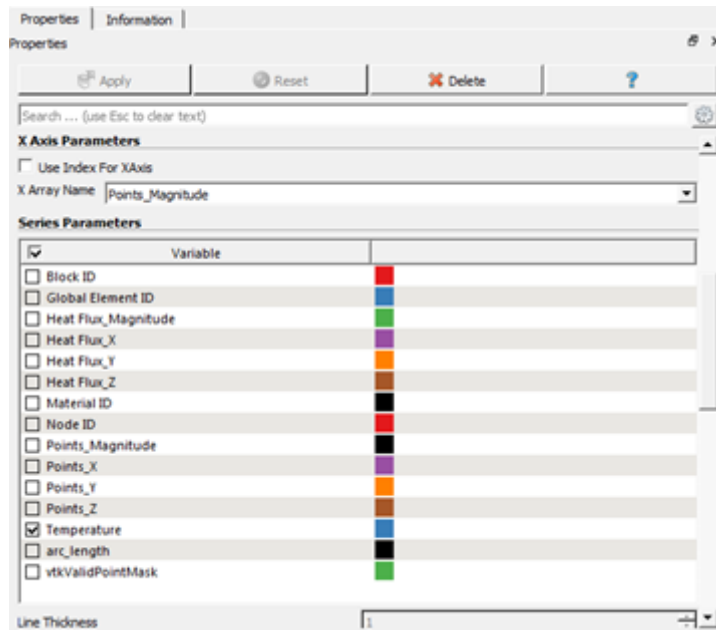 Properties Information
Properties
Apply Reset Delete ?
Search ... (use Esc to clear text)
X Axis Parameters
Use Index For XAxis
X Array Name Points_Magnitude
Series Parameters
Variable
Block ID
Global Element ID
Heat Flux_Magnitude
Heat Flux_X
Heat Flux_Y
Heat Flux_Z
Material ID
Node ID
Points_Magnitude
Points_X
Points_Y
Points_Z
Temperature
arc_length
vtkValidPointMask
Line Thickness 1